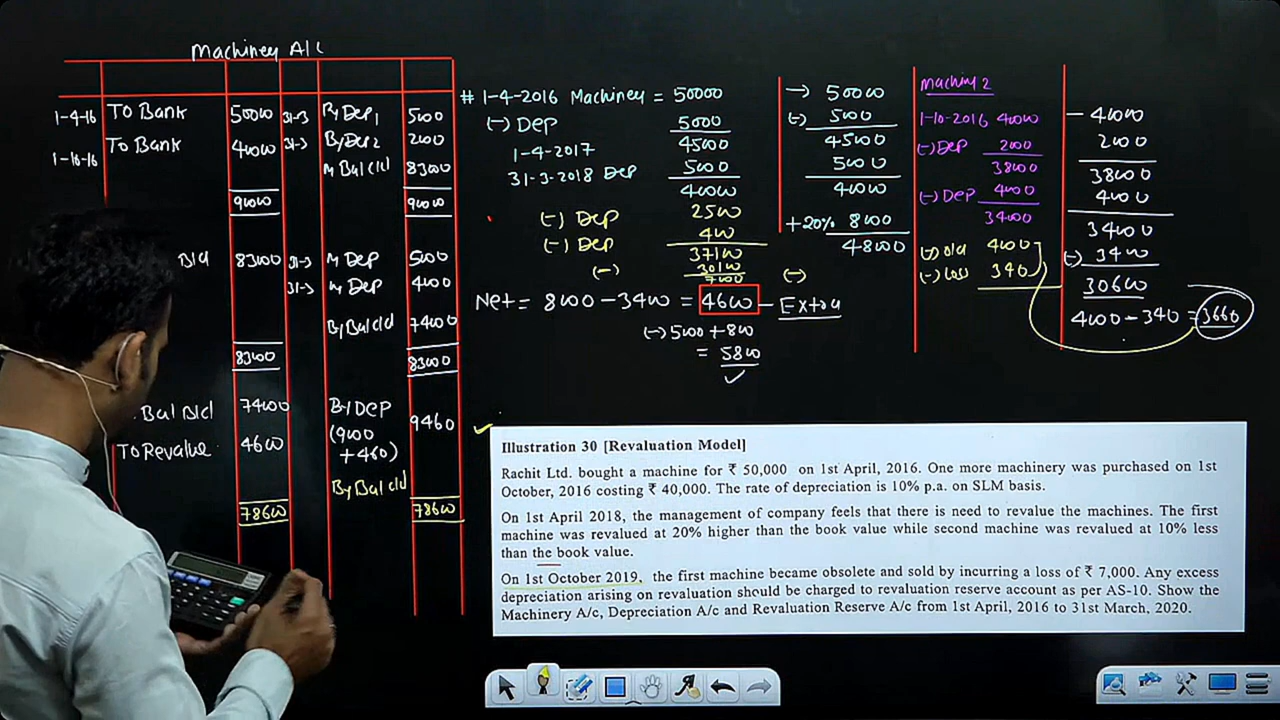 Machiney A/C
1-4-16 To Bank 50000 31-3 By Dep1 5000
1-10-16 To Bank 40000 31-3 By Dep2 2000
By Bal C/d 83000
90000 90000
B/d 83000 31-3 By Dep 5000
31-3 By Dep 4000
By Bal C/d 74000
83000 83000
Bal B/d 74000 By Dep 9460
To Revalue 4600 (9000
+460)
By Bal C/d
78600 78600
# 1-4-2016 Machiney = 50000
(-) Dep 5000
1-4-2017 45000
31-3-2018 Dep 5000
40000
(-) Dep 2500
(-) Dep 400
37100
(-) 30100
7000
Net = 8000 - 3400 = 4600 - Extra
(-) 5000 + 800
= 5800
→ 50000
(-) 5000
45000
5000
40000
+20% 8000
48000
(-)
Machiny 2
1-10-2016 40000
(-) Dep 2000
38000
(-) Dep 4000
34000
(-) old 4000
(-) Loss 340
- 40000
2000
38000
4000
34000
(-) 3400
30600
4000 - 340 = 3660
Illustration 30 [Revaluation Model]
Rachit Ltd. bought a machine for ₹ 50,000 on 1st April, 2016. One more machinery was purchased on 1st
October, 2016 costing ₹ 40,000. The rate of depreciation is 10% p.a. on SLM basis.
On 1st April 2018, the management of company feels that there is need to revalue the machines. The first
machine was revalued at 20% higher than the book value while second machine was revalued at 10% less
than the book value.
On 1st October 2019, the first machine became obsolete and sold by incurring a loss of ₹ 7,000. Any excess
depreciation arising on revaluation should be charged to revaluation reserve account as per AS-10. Show the
Machinery A/c, Depreciation A/c and Revaluation Reserve A/c from 1st April, 2016 to 31st March, 2020.